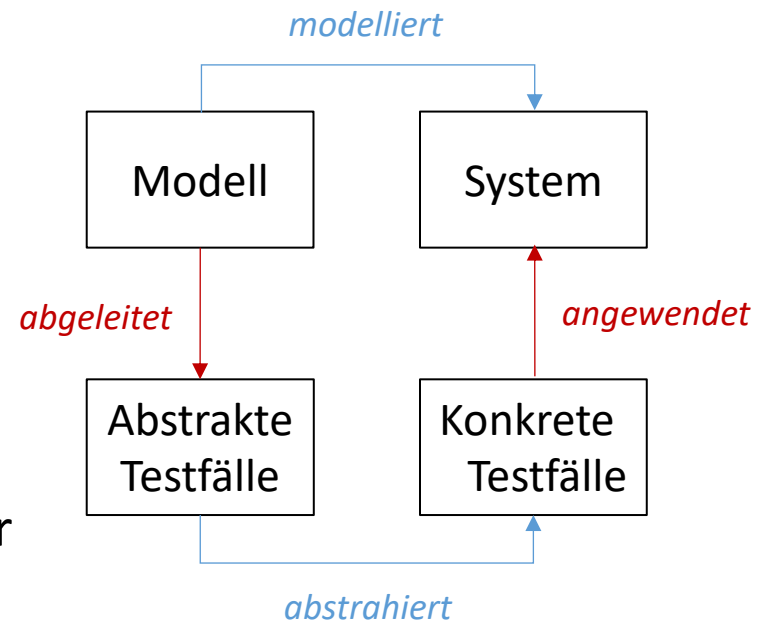 modelliert
Modell
System
abgeleitet
angewendet
Abstrakte
Testfälle
Konkrete
Testfälle
r
abstrahiert